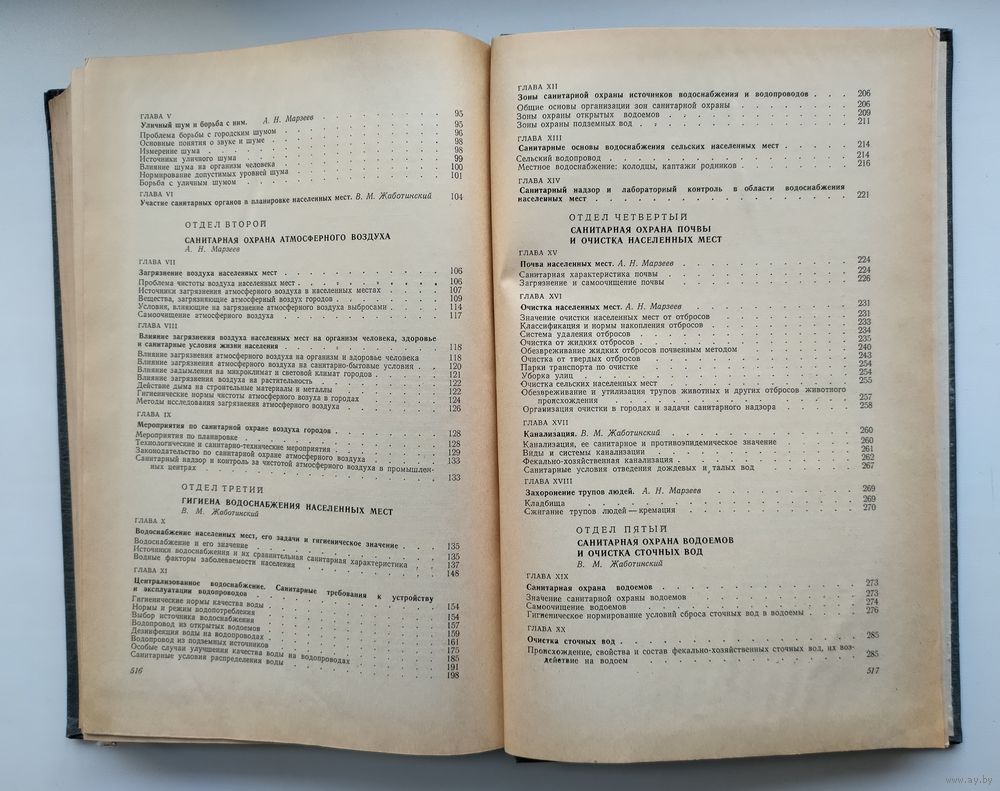 ГЛАВА V
Уличный шум и борьба с ним. А. Н. Марзеев 95
Проблема борьбы с городским шумом 95
Основные понятия о звуке и шуме 96
Измерение шума 98
Источники уличного шума 98
Влияние шума на организм человека 99
Нормирование допустимых уровней шума 100
Борьба с уличным шумом 101
ГЛАВА VI
Участие санитарных органов в планировке населенных мест. В. М. Жаботинский 104
ОТДЕЛ ВТОРОЙ
САНИТАРНАЯ ОХРАНА АТМОСФЕРНОГО ВОЗДУХА
А. Н. Марзеев
ГЛАВА VII
Загрязнение воздуха населенных мест 106
Проблема чистоты воздуха населенных мест 106
Источники загрязнения атмосферного воздуха в населенных местах 107
Вещества, загрязняющие атмосферный воздух городов 109
Условия, влияющие на загрязнение атмосферного воздуха выбросами 114
Самоочищение атмосферного воздуха 117
ГЛАВА VIII
Влияние загрязнения воздуха населенных мест на организм человека, здоровье
и санитарные условия жизни населения 118
Влияние загрязнения атмосферного воздуха на организм и здоровье человека 118
Влияние загрязнения атмосферного воздуха на санитарно-бытовые условия 120
Влияние задымления на микроклимат и световой климат городов 121
Влияние загрязнения воздуха на растительность 122
Действие дыма на строительные материалы и металлы 122
Гигиенические нормы чистоты атмосферного возуха в городах 124
Методы исследования загрязнения атмосферного воздуха 126
ГЛАВА IX
Мероприятия по санитарной охране воздуха городов 128
Мероприятия по планировке 128
Технологические и санитарно-технические мероприятия 129
Законодательство по санитарной охране атмосферного воздуха 133
Санитарный надзор и контроль за чистотой атмосферного воздуха в промышлен-
ных центрах 133
ОТДЕЛ ТРЕТИЙ
ГИГИЕНА ВОДОСНАБЖЕНИЯ НАСЕЛЕННЫХ МЕСТ
В. М. Жаботинский
ГЛАВА X
Водоснабжение населенных мест, его задачи и гигиеническое значение 135
Водоснабжение и его значение 135
Источники водоснабжения и их сравнительная санитарная характеристика 137
Водные факторы заболеваемости населения 148
ГЛАВА XI
Централизованное водоснабжение. Санитарные требования к устройству
и эксплуатации водопроводов 154
Гигиенические нормы качества воды 154
Нормы и режим водопотребления 157
Выбор источника водоснабжения 159
Водопровод из открытых водоемов 161
Дезинфекция воды на водопроводах 175
Водопровод из подземных источников 185
Особые случаи улучшения качества воды на водопроводах 191
Санитарные условия распределения воды 198
516
ГЛАВА XII
Зоны санитарной охраны источников водоснабжения и водопроводов 206
Общие основы организации зон санитарной охраны 206
Зоны охраны открытых водоемов 209
Зоны охраны подземных вод 211
ГЛАВА XIII
Санитарные основы водоснабжения сельских населенных мест 214
Сельский водопровод 214
Местное водоснабжение: колодцы, каптажи родников 216
ГЛАВА XIV
Санитарный надзор и лабораторный контроль в области водоснабжения
населенных мест 221
ОТДЕЛ ЧЕТВЕРТЫЙ
САНИТАРНАЯ ОХРАНА ПОЧВЫ
И ОЧИСТКА НАСЕЛЕННЫХ МЕСТ
ГЛАВА XV
Почва населенных мест. А. Н. Марзеев 224
Санитарная характеристика почвы 224
Загрязнение и самоочищение почвы 226
ГЛАВА XVI
Очистка населенных мест. А. Н. Марзеев 231
Значение очистки населенных мест от отбросов 231
Классификация и нормы накопления отбросов 233
Система удаления отбросов 234
Очистка от жидких отбросов 235
Обезвреживание жидких отбросов почвенным методом 240
Очистка от твердых отбросов 243
Парки транспорта по очистке 254
Уборка улиц 254
Очистка сельских населенных мест 255
Обезвреживание и утилизация трупов животных и других отбросов животного
происхождения 257
Организация очистки в городах и задачи санитарного надзора 258
ГЛАВА XVII
Канализация. В. М. Жаботинский 260
Канализация, ее санитарное и противоэпидемическое значение 260
Виды и системы канализации 261
Фекально-хозяйственная канализация 262
Санитарные условия отведения дождевых и талых вод 267
ГЛАВА XVIII
Захоронение трупов людей. А. Н. Марзеев 269
Кладбища 269
Сжигание трупов людей — кремация 270
ОТДЕЛ ПЯТЫЙ
САНИТАРНАЯ ОХРАНА ВОДОЕМОВ
И ОЧИСТКА СТОЧНЫХ ВОД
В. М. Жаботинский
ГЛАВА XIX
Санитарная охрана водоемов 273
Значение санитарной охраны водоемов 273
Самоочищение водоемов 274
Гигиеническое нормирование условий сброса сточных вод в водоемы 276
ГЛАВА XX
Очистка сточных вод 285
Происхождение, свойства и состав фекально-хозяйственных сточных вод, их воз-
действие на водоем 285
517
www.ay.by